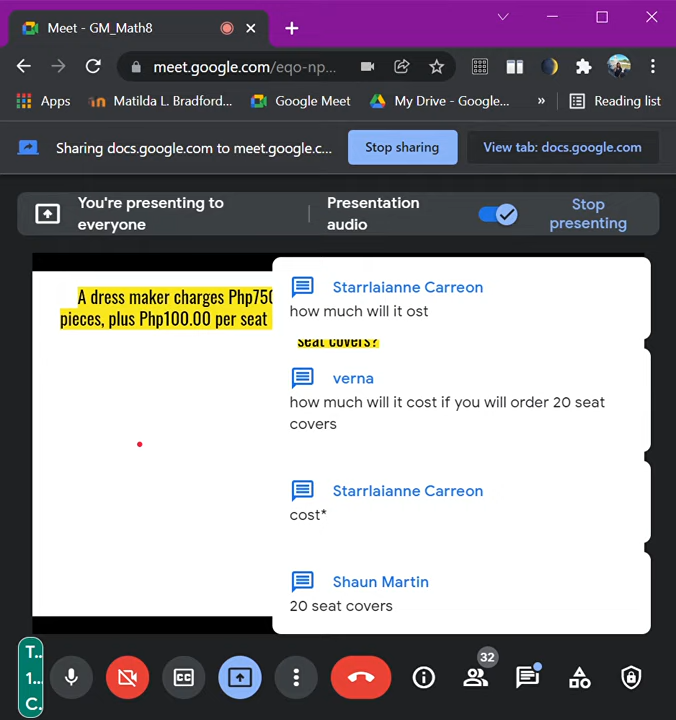 Meet - GM_Math8
meet.google.com/eqo-np...
Apps
Matilda L. Bradford...
Google Meet
My Drive - Google...
»
Reading list
Sharing docs.google.com to meet.google.c...
Stop sharing
View tab: docs.google.com
You're presenting to
everyone
Presentation
audio
Stop
presenting
A dress maker charges Php750
pieces, plus Php100.00 per seat
seat covers?
Starrlaianne Carreon
how much will it ost
verna
how much will it cost if you will order 20 seat
covers
Starrlaianne Carreon
cost*
Shaun Martin
20 seat covers
T..
1...
C.
CC
32